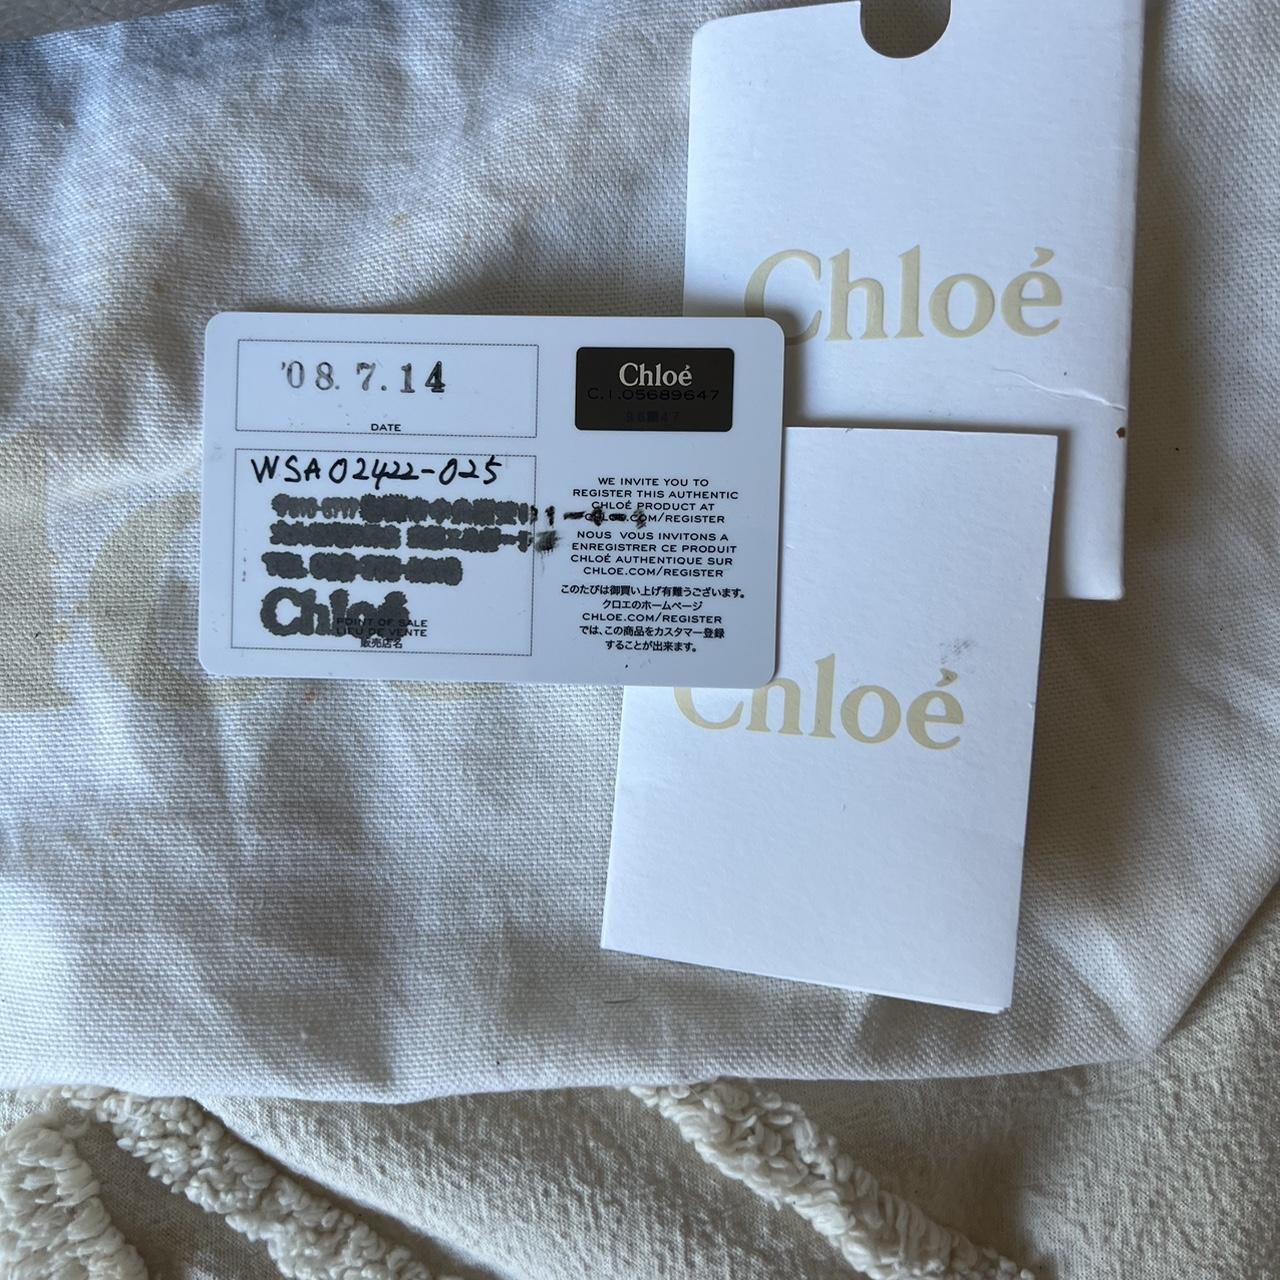 Chloé
'08.7.14
DATE
Chloé
C.I.05689647
WSA02422-025
Chloé
POINT OF SALE
LIEU DE VENTE
販売店名
WE INVITE YOU TO
REGISTER THIS AUTHENTIC
CHLOÉ PRODUCT AT
CHLOE.COM/REGISTER
NOUS VOUS INVITONS A
ENREGISTRER CE PRODUIT
CHLOÉ AUTHENTIQUE SUR
CHLOE.COM/REGISTER
このたびは御買い上げ有難うございます。
クロエのホームページ
CHLOE.COM/REGISTER
では、この商品をカスタマー登録
することが出来ます。
Chloé